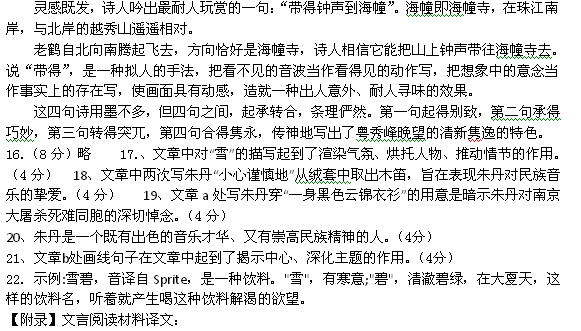 灵感既发，诗人吟出最耐人玩赏的一句：“带得钟声到海幢”。海幢即海幢寺，在珠江南
岸，与北岸的越秀山遥遥相对。
老鹤自北向南腾起飞去，方向恰好是海幢寺，诗人相信它能把山上钟声带往海幢寺去。
说“带得”，是一种拟人的手法，把看不见的音波当作看得见的动作写，把想象中的意念当
作事实上的存在写，使画面具有动感，造就一种出人意外、耐人寻味的效果。
这四句诗用墨不多，但四句之间，起承转合，条理俨然。第一句起得别致，第二句承得
巧妙，第三句转得突兀，第四句合得隽永，传神地写出了粤秀峰晚望的清新隽逸的特色。
16.（8 分）略 17.、文章中对“雪”的描写起到了渲染气氛、烘托人物、推动情节的作用。
（4 分） 18、文章中两次写朱丹“小心谨慎地”从绒套中取出木笛，旨在表现朱丹对民族音
乐的挚爱。（4 分） 19、文章 a 处写朱丹穿“一身黑色云锦衣衫”的用意是暗示朱丹对南京
大屠杀死难同胞的深切悼念。（4 分）
20、朱丹是一个既有出色的音乐才华、又有崇高民族精神的人。（4分）
21、文章b处画线句子在文章中起到了揭示中心、深化主题的作用。（4分）
22. 示例:雪碧，音译自 Sprite，是一种饮料。"雪"，有寒意;"碧"，清澈碧绿，在大夏天，这
样的饮料名，听着就产生喝这种饮料解渴的欲望。
【附录】文言阅读材料译文：